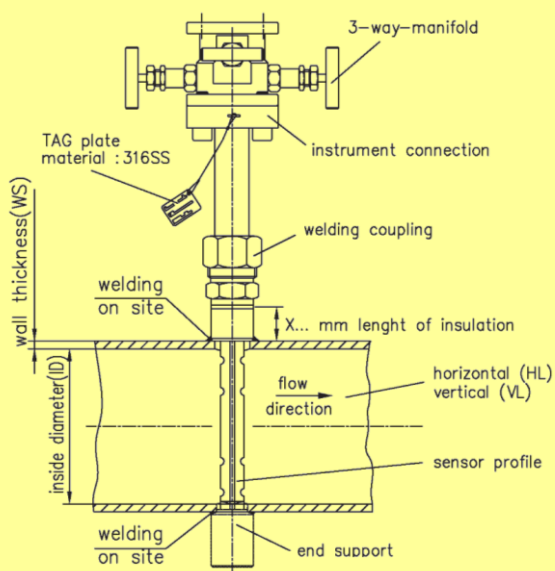 3-way-manifold
TAG plate
material :316SS
instrument connection
wall thickness(WS)
welding coupling
welding
on site
X... mm lenght of insulation
horizontal (HL)
vertical (VL)
flow
direction
inside diameter(ID)
sensor profile
welding
on site
end support